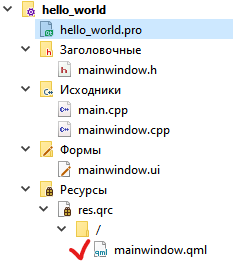 hello_world
hello_world.pro
Заголовочные
mainwindow.h
Исходники
main.cpp
mainwindow.cpp
Формы
mainwindow.ui
Ресурсы
res.qrc
/
mainwindow.qml